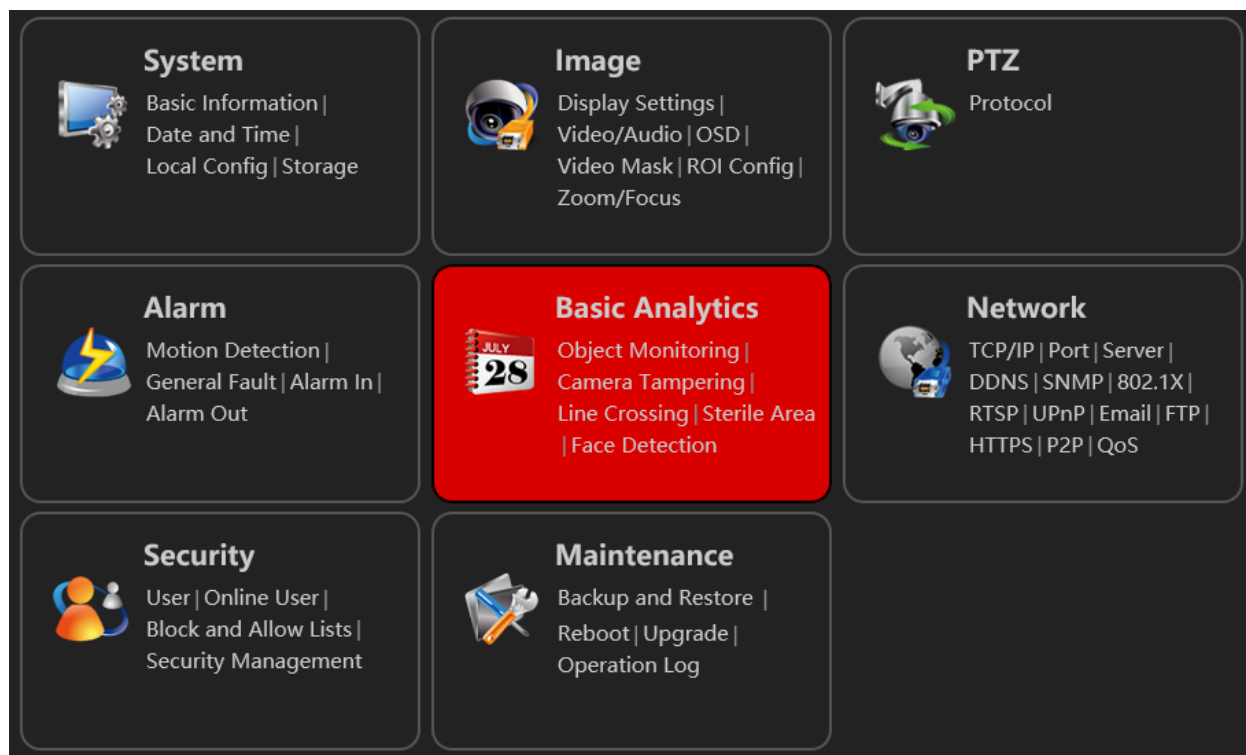 System
Basic Information |
Date and Time |
Local Config | Storage
Image
Display Settings |
Video/Audio | OSD |
Video Mask | ROI Config |
Zoom/Focus
PTZ
Protocol
Alarm
Motion Detection |
General Fault | Alarm In |
Alarm Out
JULY
28
Basic Analytics
Object Monitoring |
Camera Tampering |
Line Crossing | Sterile Area
| Face Detection
Network
TCP/IP | Port | Server |
DDNS | SNMP | 802.1X |
RTSP | UPnP | Email | FTP |
HTTPS | P2P | QoS
Security
User | Online User |
Block and Allow Lists |
Security Management
Maintenance
Backup and Restore |
Reboot | Upgrade |
Operation Log